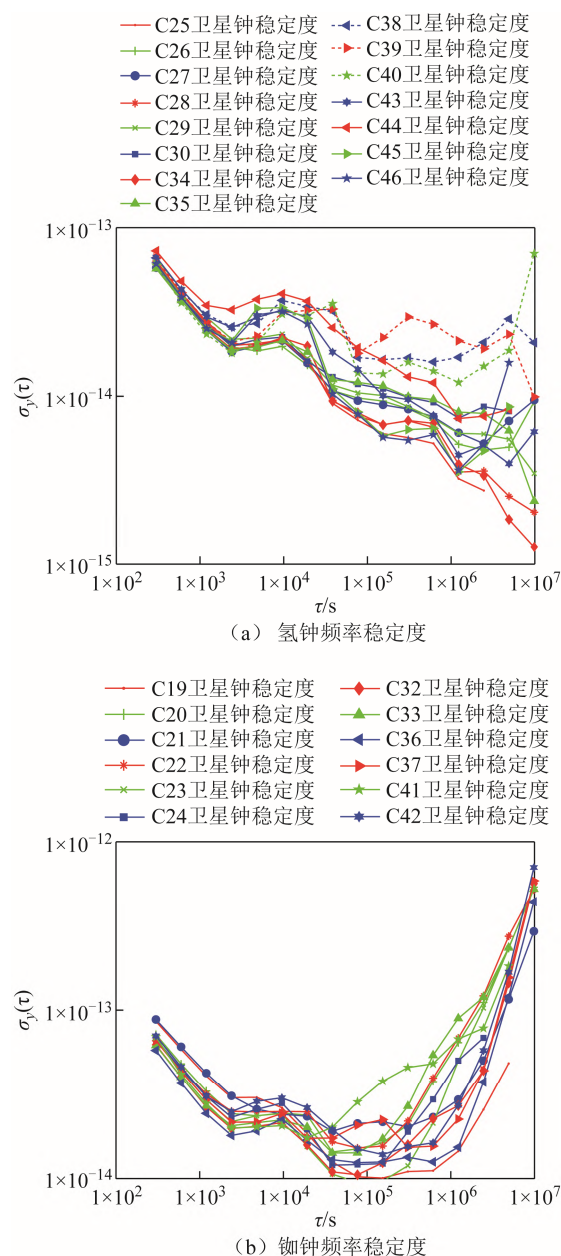 C25卫星钟稳定度 C38卫星钟稳定度
C26卫星钟稳定度 C39卫星钟稳定度
C27卫星钟稳定度 C40卫星钟稳定度
C28卫星钟稳定度 C43卫星钟稳定度
C29卫星钟稳定度 C44卫星钟稳定度
C30卫星钟稳定度 C45卫星钟稳定度
C34卫星钟稳定度 C46卫星钟稳定度
C35卫星钟稳定度
1×10⁻¹³
1×10⁻¹⁴
1×10⁻¹⁵
σy(τ)
1×10² 1×10³ 1×10⁴ 1×10⁵ 1×10⁶ 1×10⁷
τ/s
（a） 氢钟频率稳定度
C19卫星钟稳定度 C32卫星钟稳定度
C20卫星钟稳定度 C33卫星钟稳定度
C21卫星钟稳定度 C36卫星钟稳定度
C22卫星钟稳定度 C37卫星钟稳定度
C23卫星钟稳定度 C41卫星钟稳定度
C24卫星钟稳定度 C42卫星钟稳定度
1×10⁻¹²
1×10⁻¹³
1×10⁻¹⁴
σy(τ)
1×10² 1×10³ 1×10⁴ 1×10⁵ 1×10⁶ 1×10⁷
τ/s
（b）铷钟频率稳定度